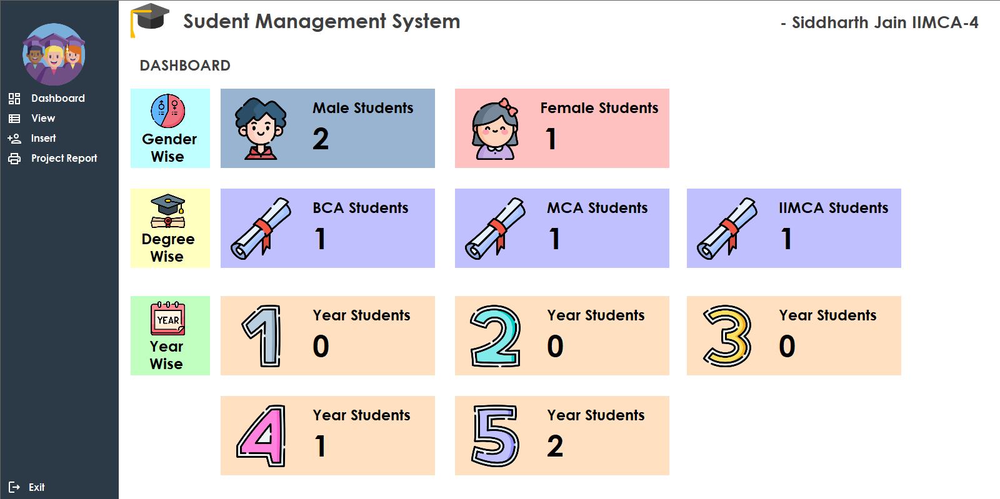 Sudent Management System
- Siddharth Jain IIMCA-4
Dashboard
View
Insert
Project Report
Exit
DASHBOARD
Gender
Wise
Male Students
2
Female Students
1
Degree
Wise
BCA Students
1
MCA Students
1
IIMCA Students
1
YEAR
Year
Wise
1
Year Students
0
2
Year Students
0
3
Year Students
0
4
Year Students
1
5
Year Students
2